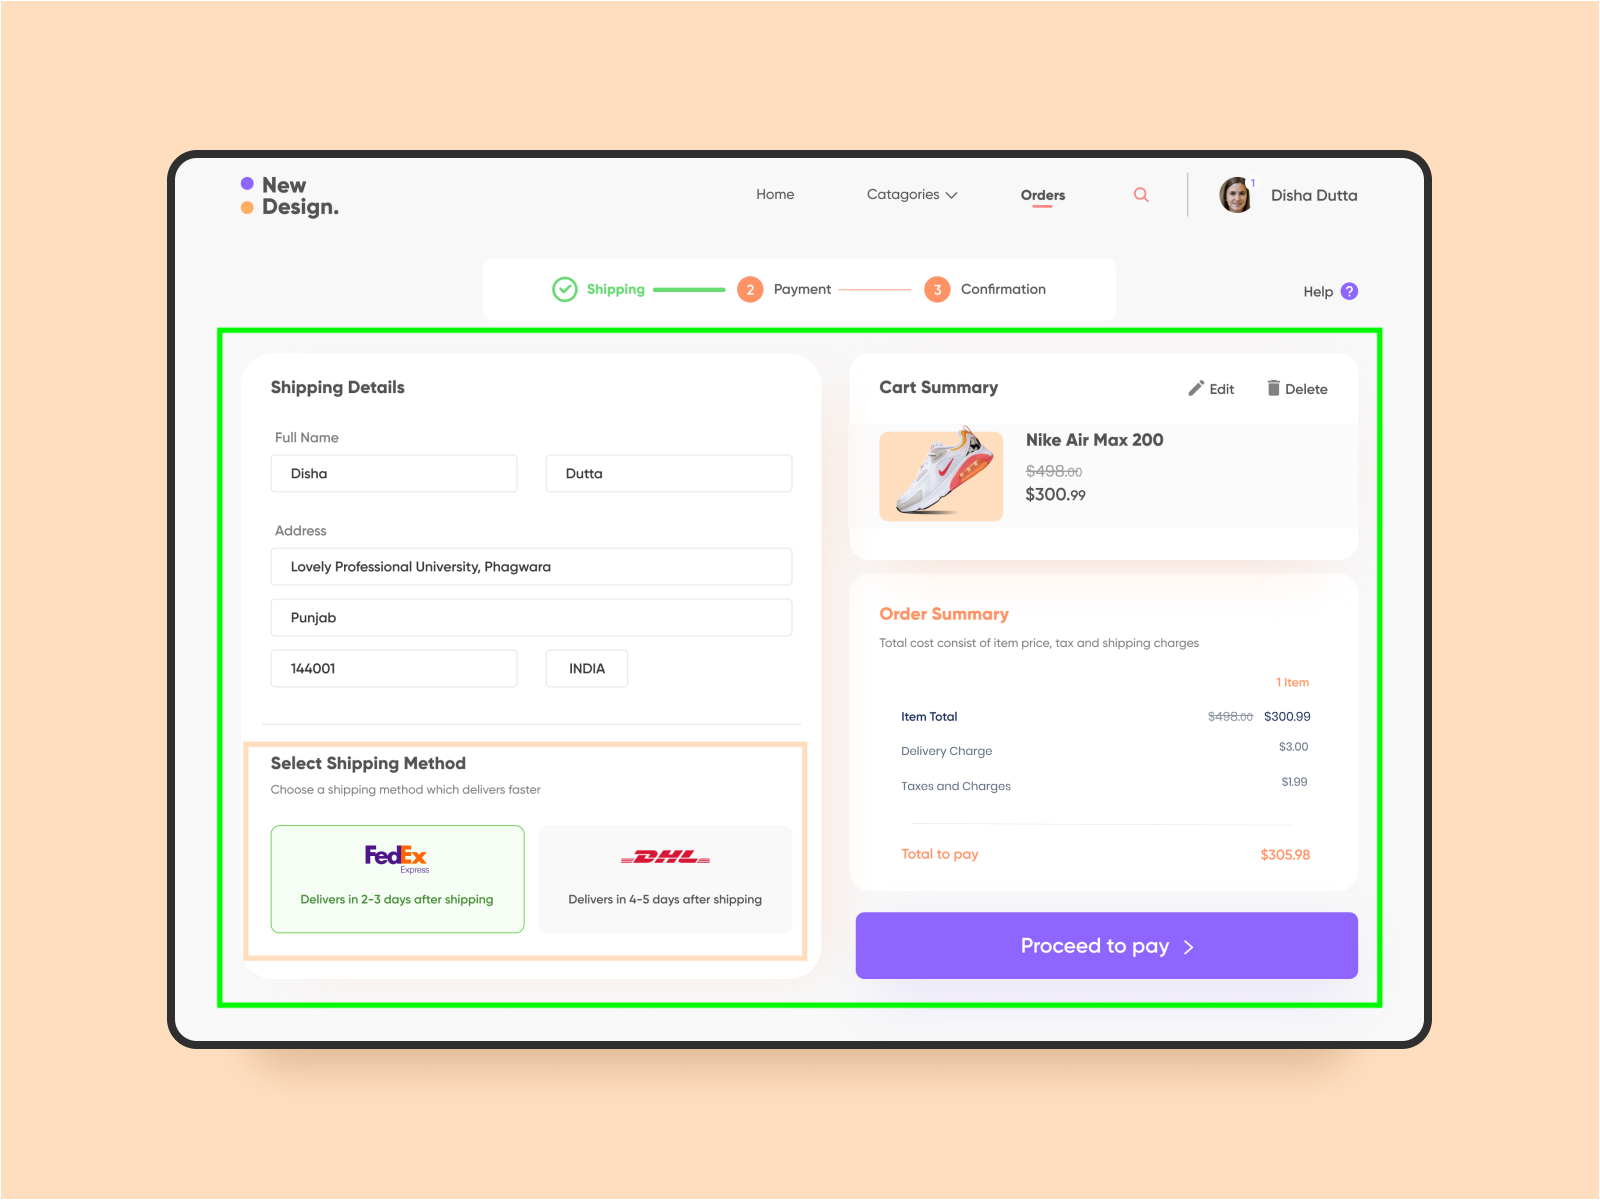 New
Design.
Home
Catagories
Orders
1
Disha Dutta
Shipping
2
Payment
3
Confirmation
Help ?
Shipping Details
Full Name
Disha
Dutta
Address
Lovely Professional University, Phagwara
Punjab
144001
INDIA
Select Shipping Method
Choose a shipping method which delivers faster
FedEx
Express
Delivers in 2-3 days after shipping
DHL
Delivers in 4-5 days after shipping
Cart Summary
Edit
Delete
Nike Air Max 200
$498.00
$300.99
Order Summary
Total cost consist of item price, tax and shipping charges
1 Item
Item Total $498.00 $300.99
Delivery Charge $3.00
Taxes and Charges $1.99
Total to pay $305.98
Proceed to pay